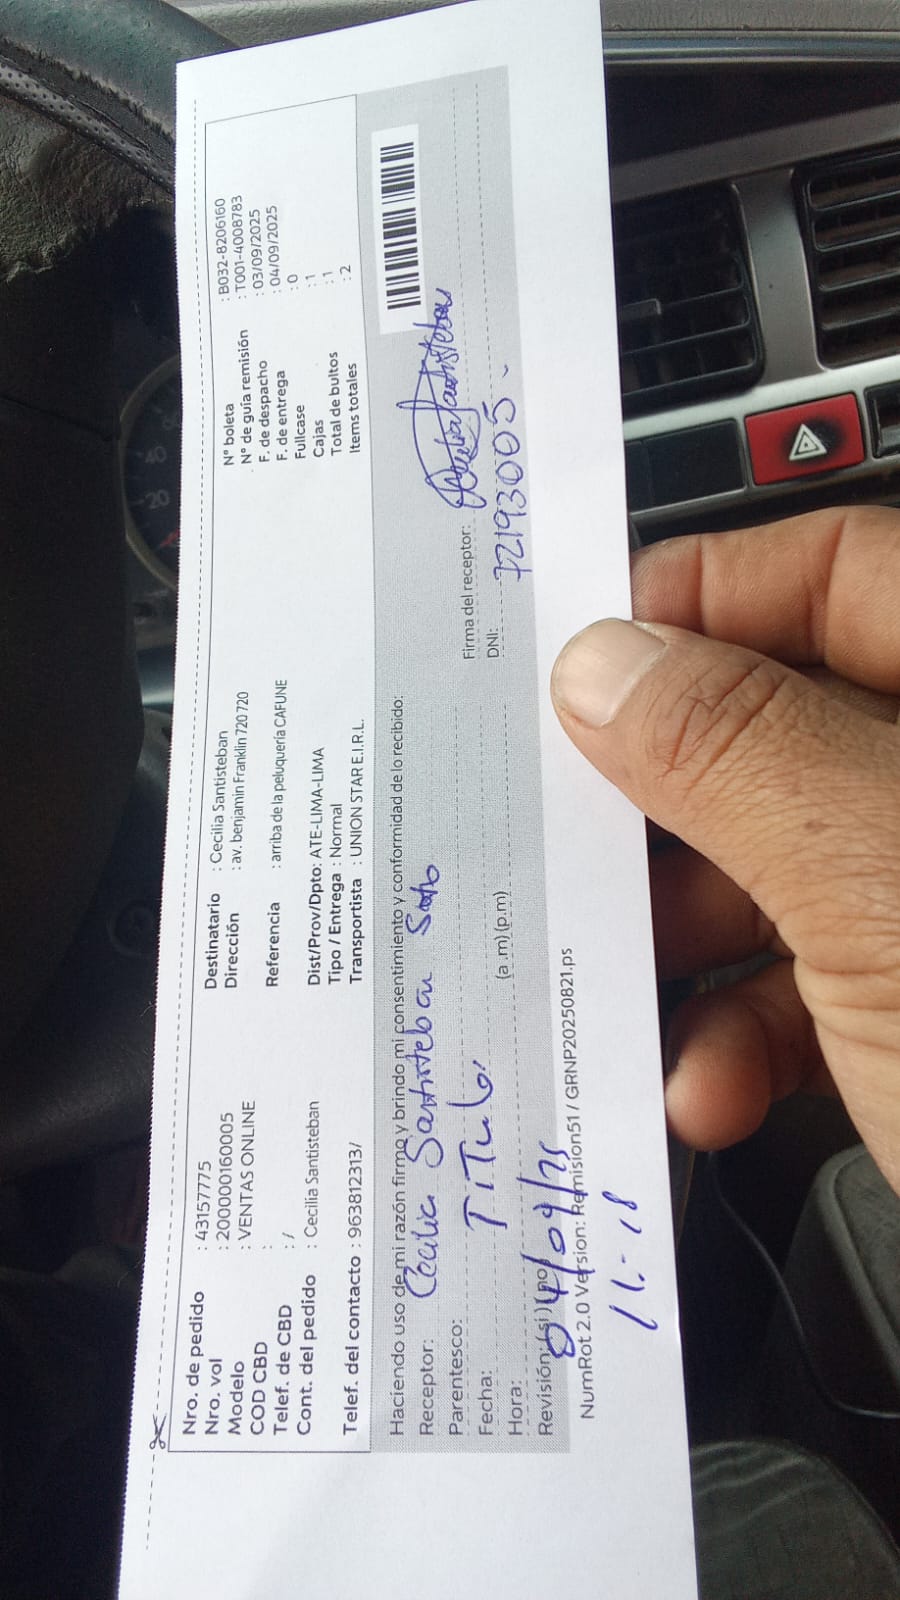 Nro. de pedido : 43157775
Nro. vol : 200000160005
Modelo : VENTAS ONLINE
COD CBD :
Telef. de CBD : /
Cont. del pedido : Cecilia Santisteban
Telef. del contacto : 963812313/
Destinatario : Cecilia Santisteban
Dirección : av. benjamin Franklin 720 720
Referencia : arriba de la peluquería CAFUNE
Dist/Prov/Dpto: ATE-LIMA-LIMA
Tipo / Entrega : Normal
Transportista : UNION STAR E.I.R.L.
N° boleta : B032-8206160
N° de guía remisión : T001-4008783
F. de despacho : 03/09/2025
F. de entrega : 04/09/2025
Fullcase : 0
Cajas : 1
Total de bultos : 1
Items totales : 2
Haciendo uso de mi razón firmo y brindo mi consentimiento y conformidad de lo recibido:
Receptor: Cecilia Santisteban
Parentesco: TiTular
Fecha:
Hora: (a.m)(p.m)
Revisión: (si) (no)
04/09/25
Firma del receptor:
DNI: 72193005
NumRot 2.0 Version: Remision51 / GRNP20250821.ps
11:18
20
40